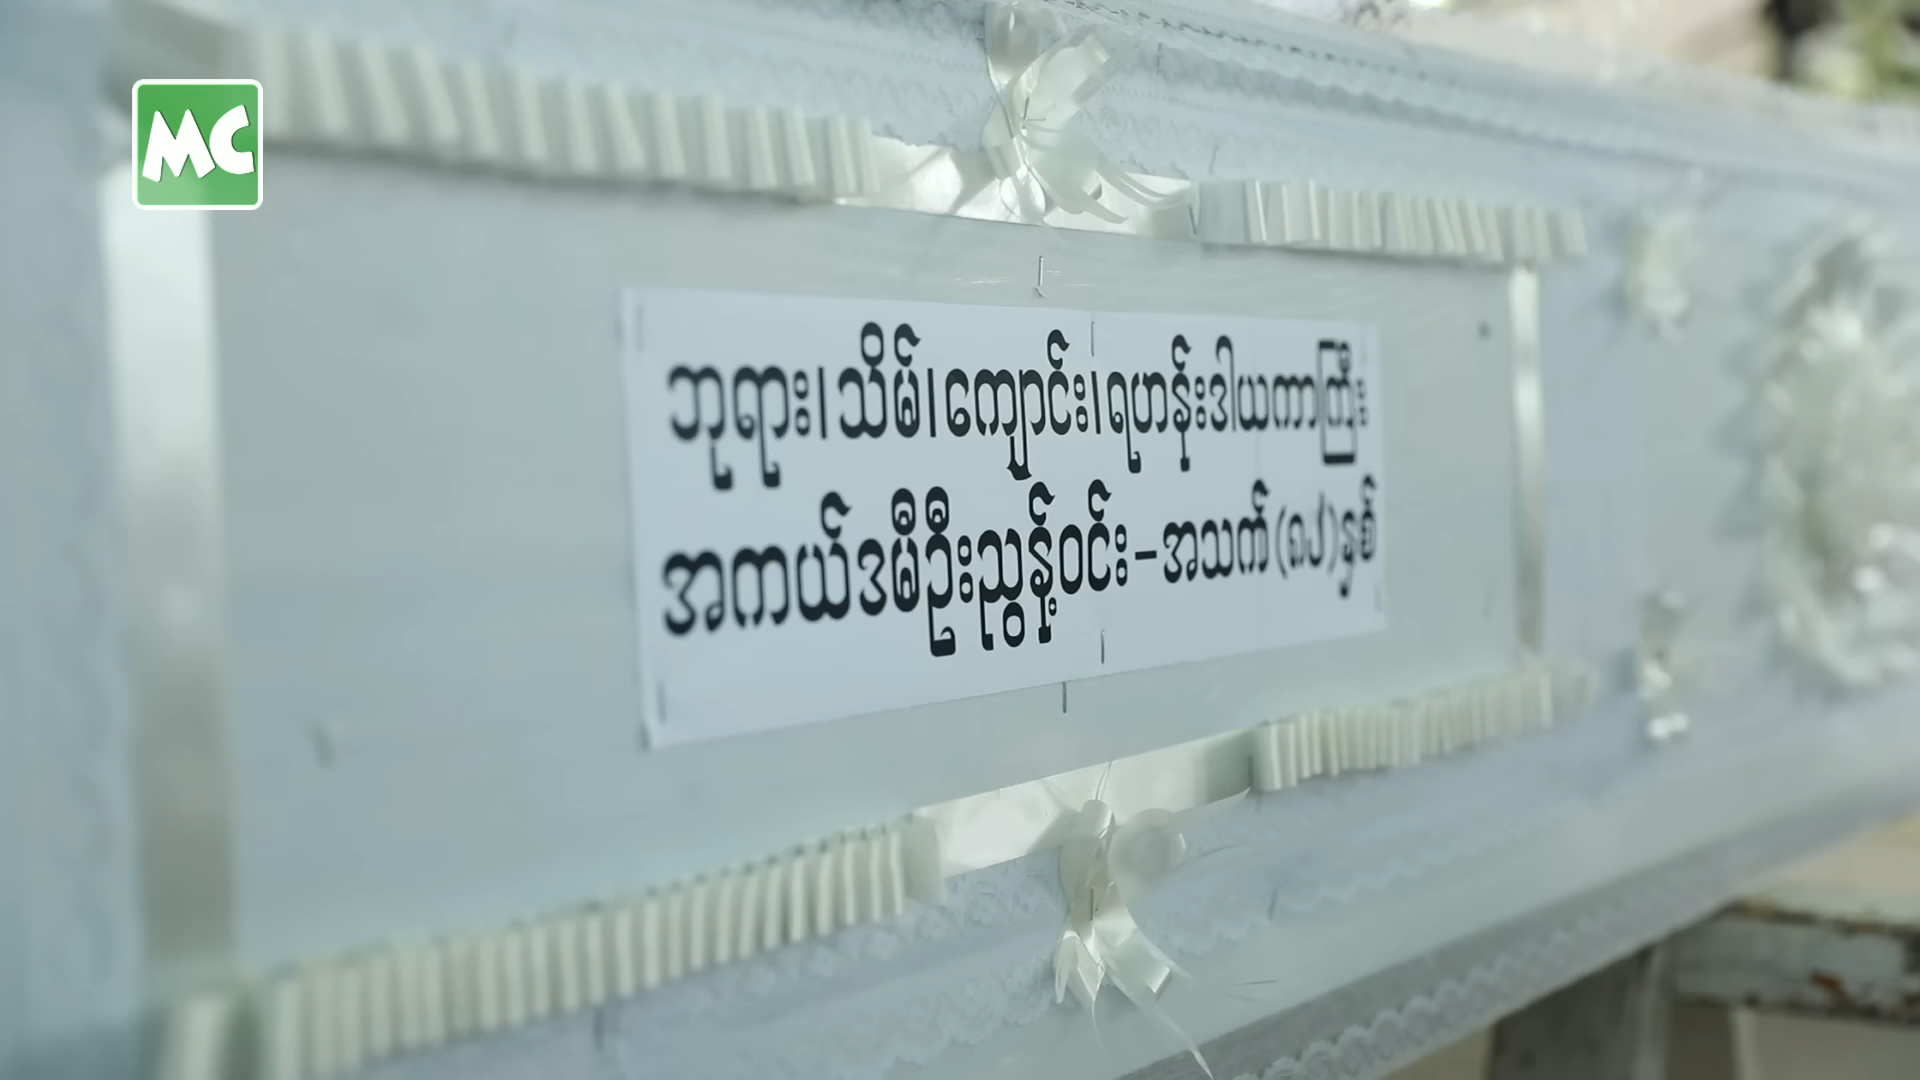 MC
ဘုရား၊သိမ်၊ကျောင်း၊ရဟန်းဒါယကာကြီး
အကယ်ဒမီဦးညွန့်ဝင်း-အသက်(၈၂)နှစ်